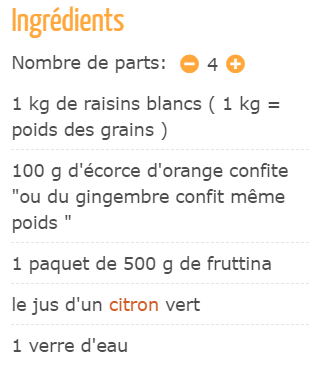 Ingrédients
Nombre de parts: 4
1 kg de raisins blancs ( 1 kg =
poids des grains )
100 g d'écorce d'orange confite
"ou du gingembre confit même
poids "
1 paquet de 500 g de fruttina
le jus d'un citron vert
1 verre d'eau